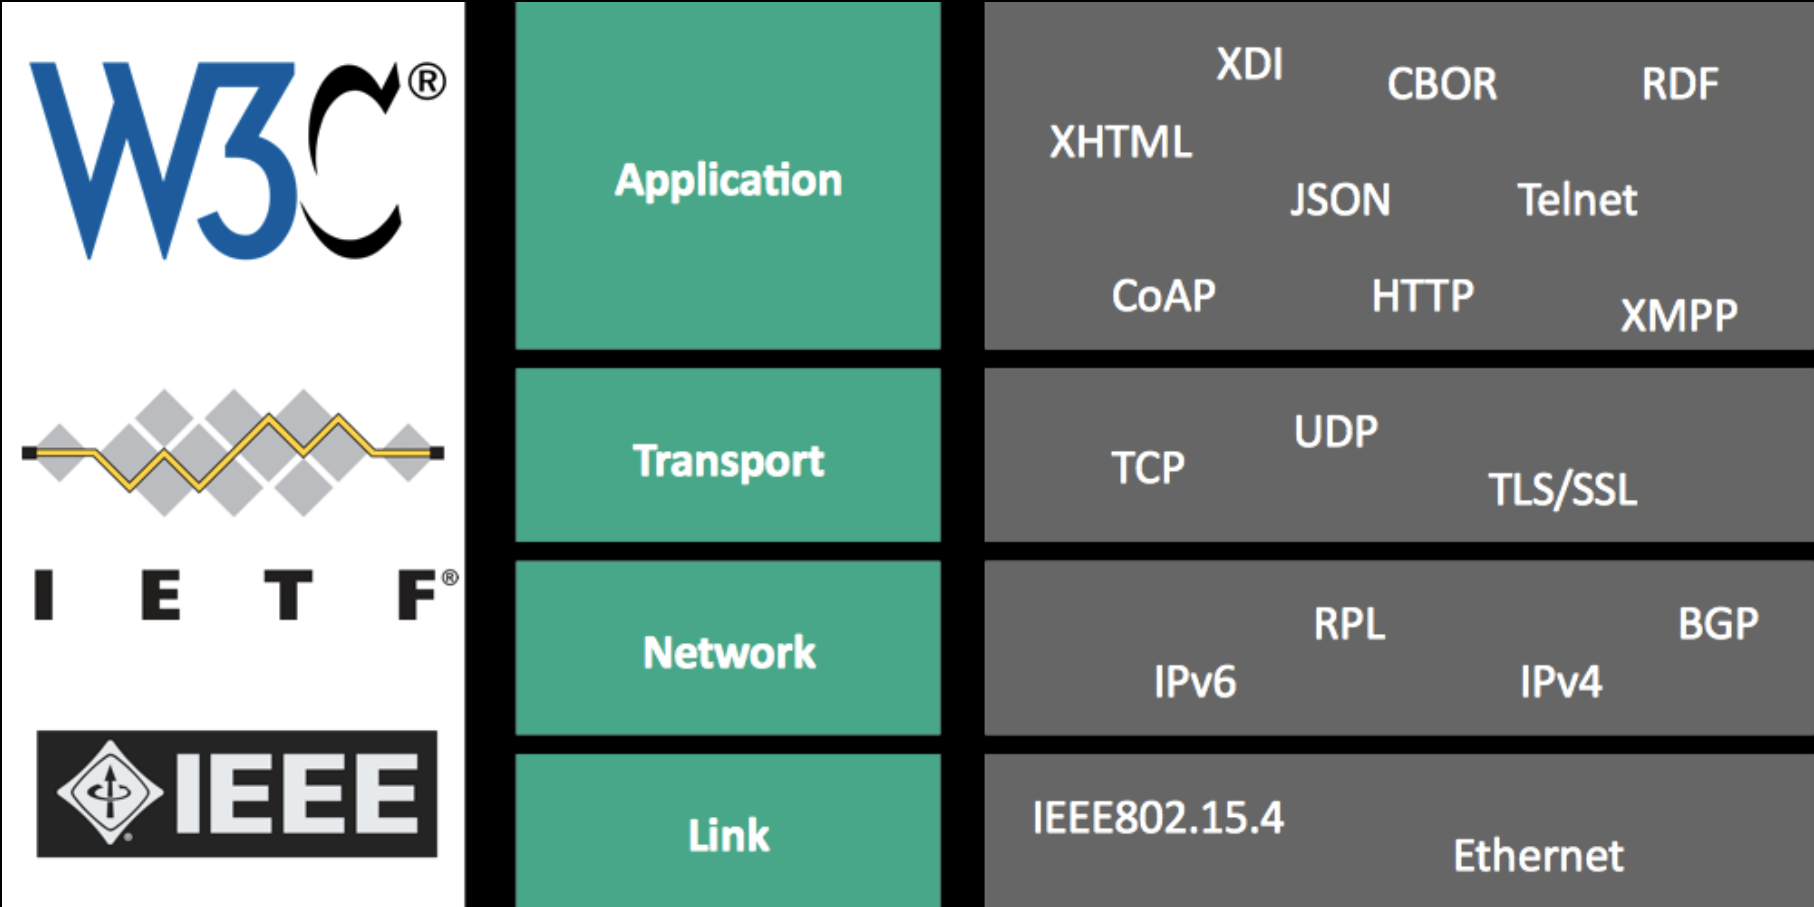 W3C®
IETF®
IEEE
Application
XDI
CBOR
RDF
XHTML
JSON
Telnet
CoAP
HTTP
XMPP
Transport
UDP
TCP
TLS/SSL
Network
RPL
BGP
IPv6
IPv4
Link
IEEE802.15.4
Ethernet